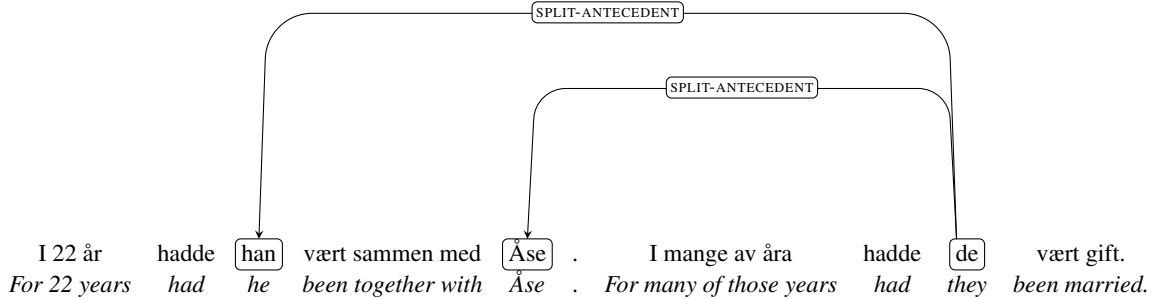 SPLIT-ANTECEDENT
SPLIT-ANTECEDENT
I 22 år hadde han vært sammen med Åse . I mange av åra hadde de vært gift.
For 22 years had he been together with Åse . For many of those years had they been married.